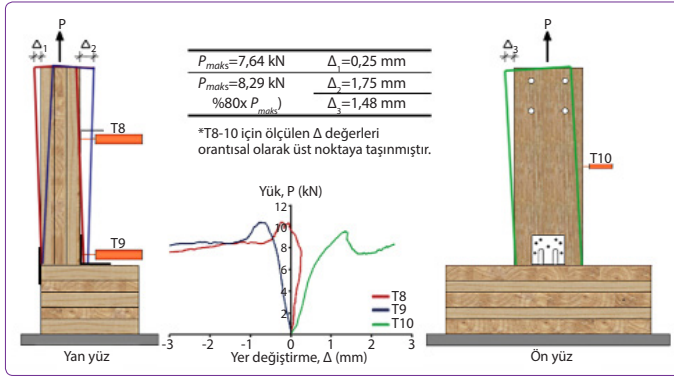 Δ1
P
Δ2
T8
T9
Yan yüz
Pmaks=7,64 kN Δ1=0,25 mm
Pmaks=8,29 kN Δ2=1,75 mm
%80x Pmaks) Δ3=1,48 mm
*T8-10 için ölçülen Δ değerleri
orantısal olarak üst noktaya taşınmıştır.
Yük, P (kN)
12
10
8
6
4
2
0
-3 -2 -1 0 1 2 3
Yer değiştirme, Δ (mm)
T8
T9
T10
Δ3
P
T10
Ön yüz